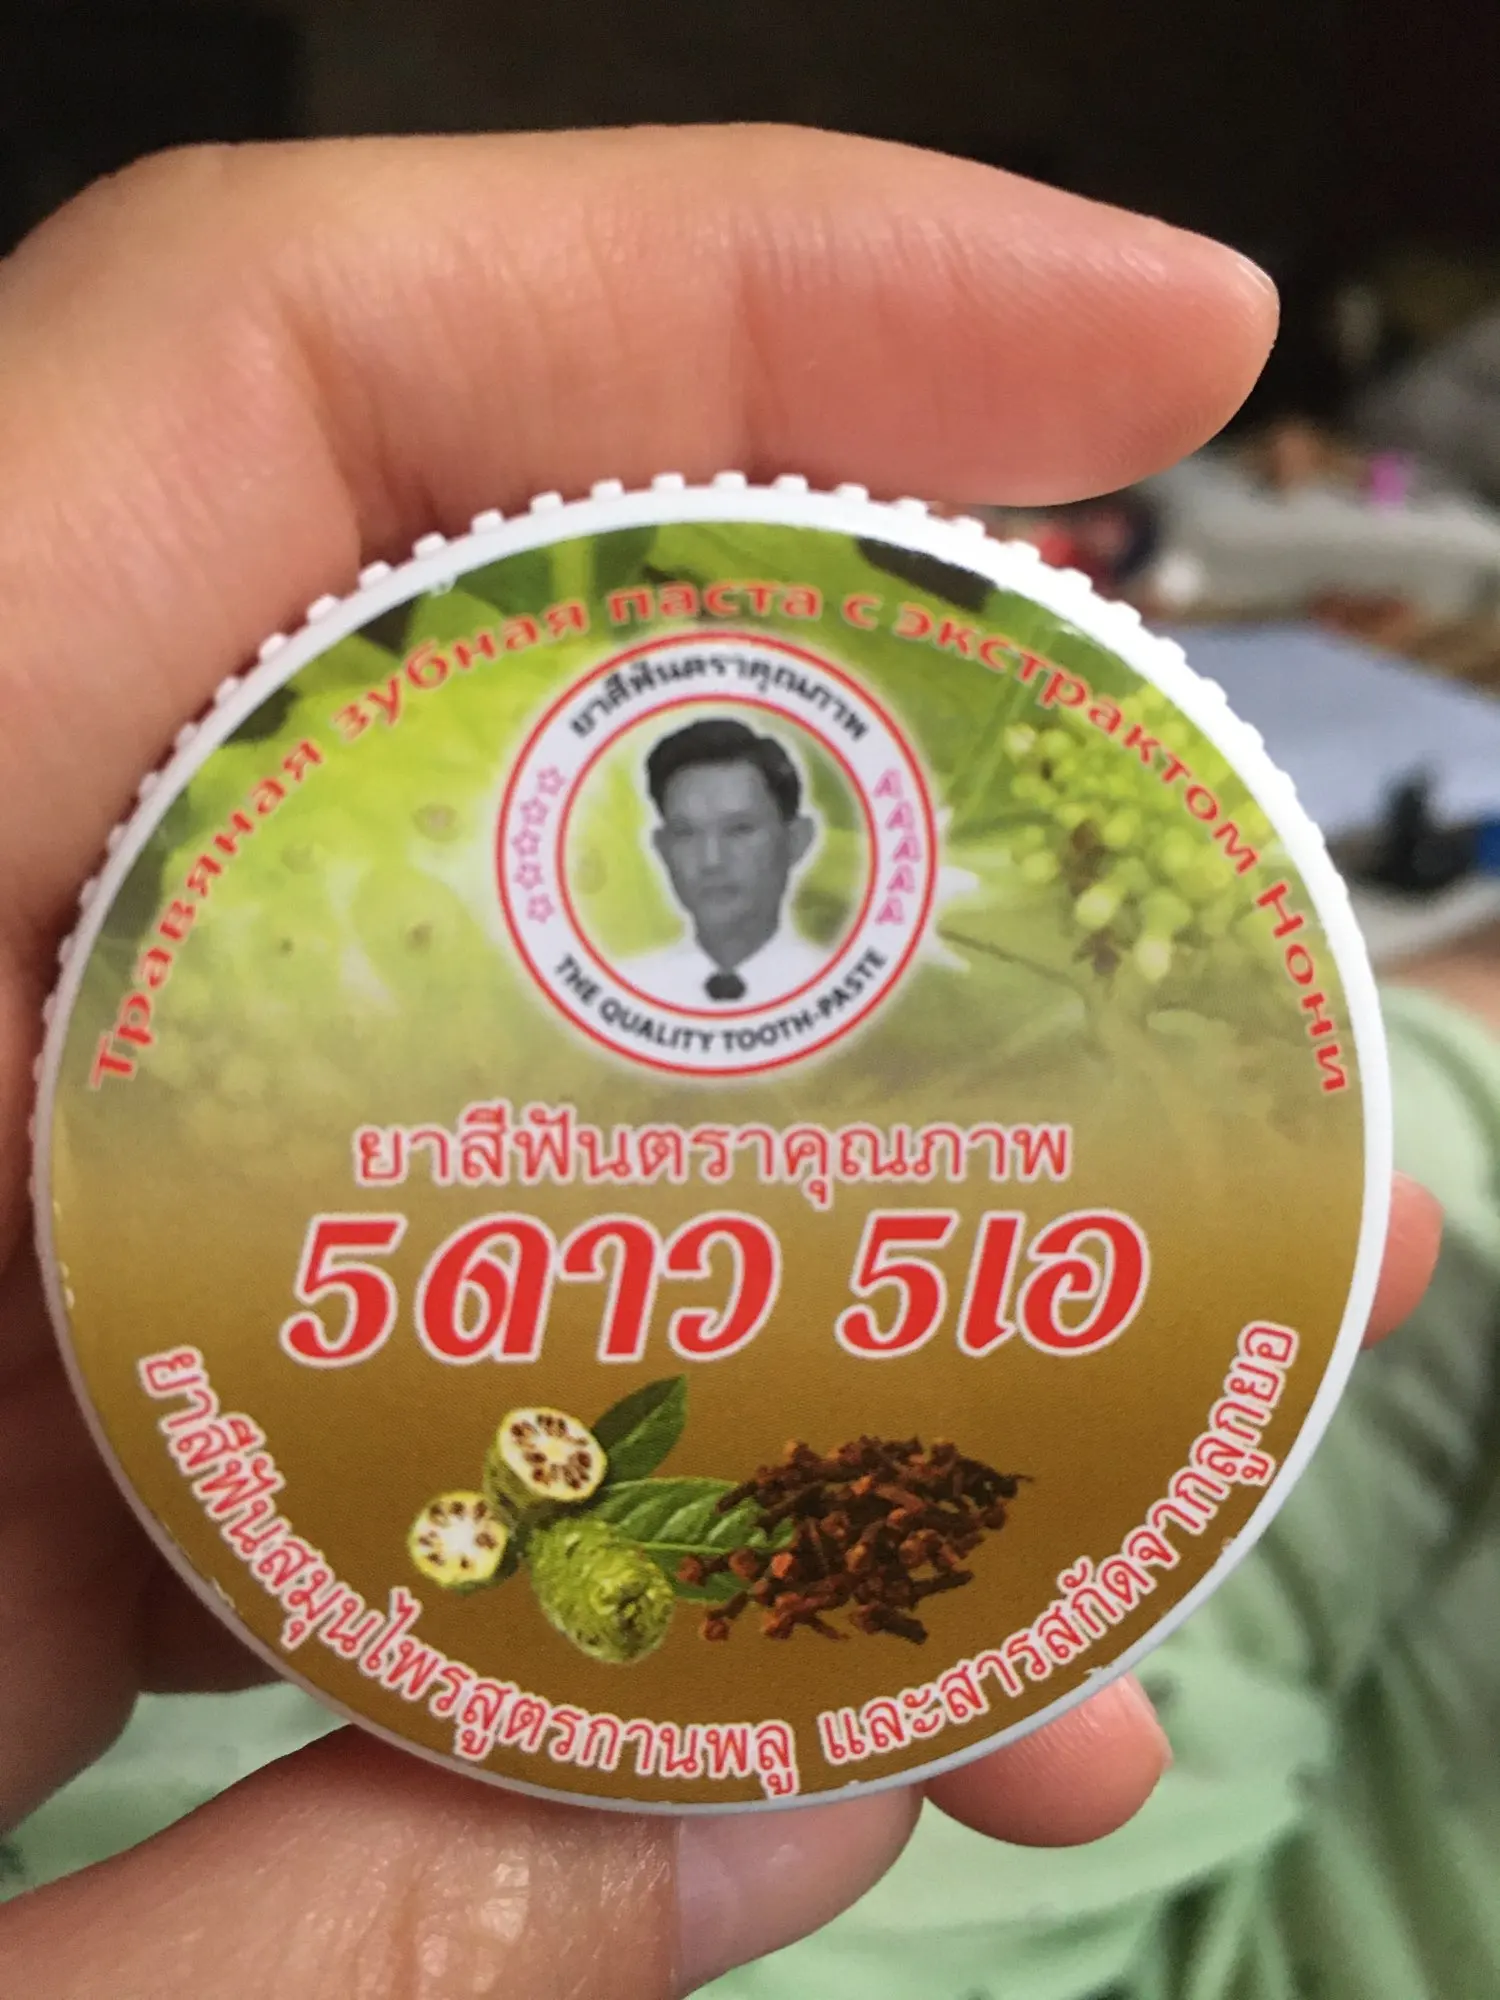 Травяная зубная паста с экстрактом Нони
ยาสีฟันตราคุณภาพ
THE QUALITY TOOTH-PASTE
AAAAA
ยาสีฟันตราคุณภาพ
5ดาว 5เอ
ยาสีฟันสมุนไพรสูตรกานพลู และสารสกัดจากลูกยอ